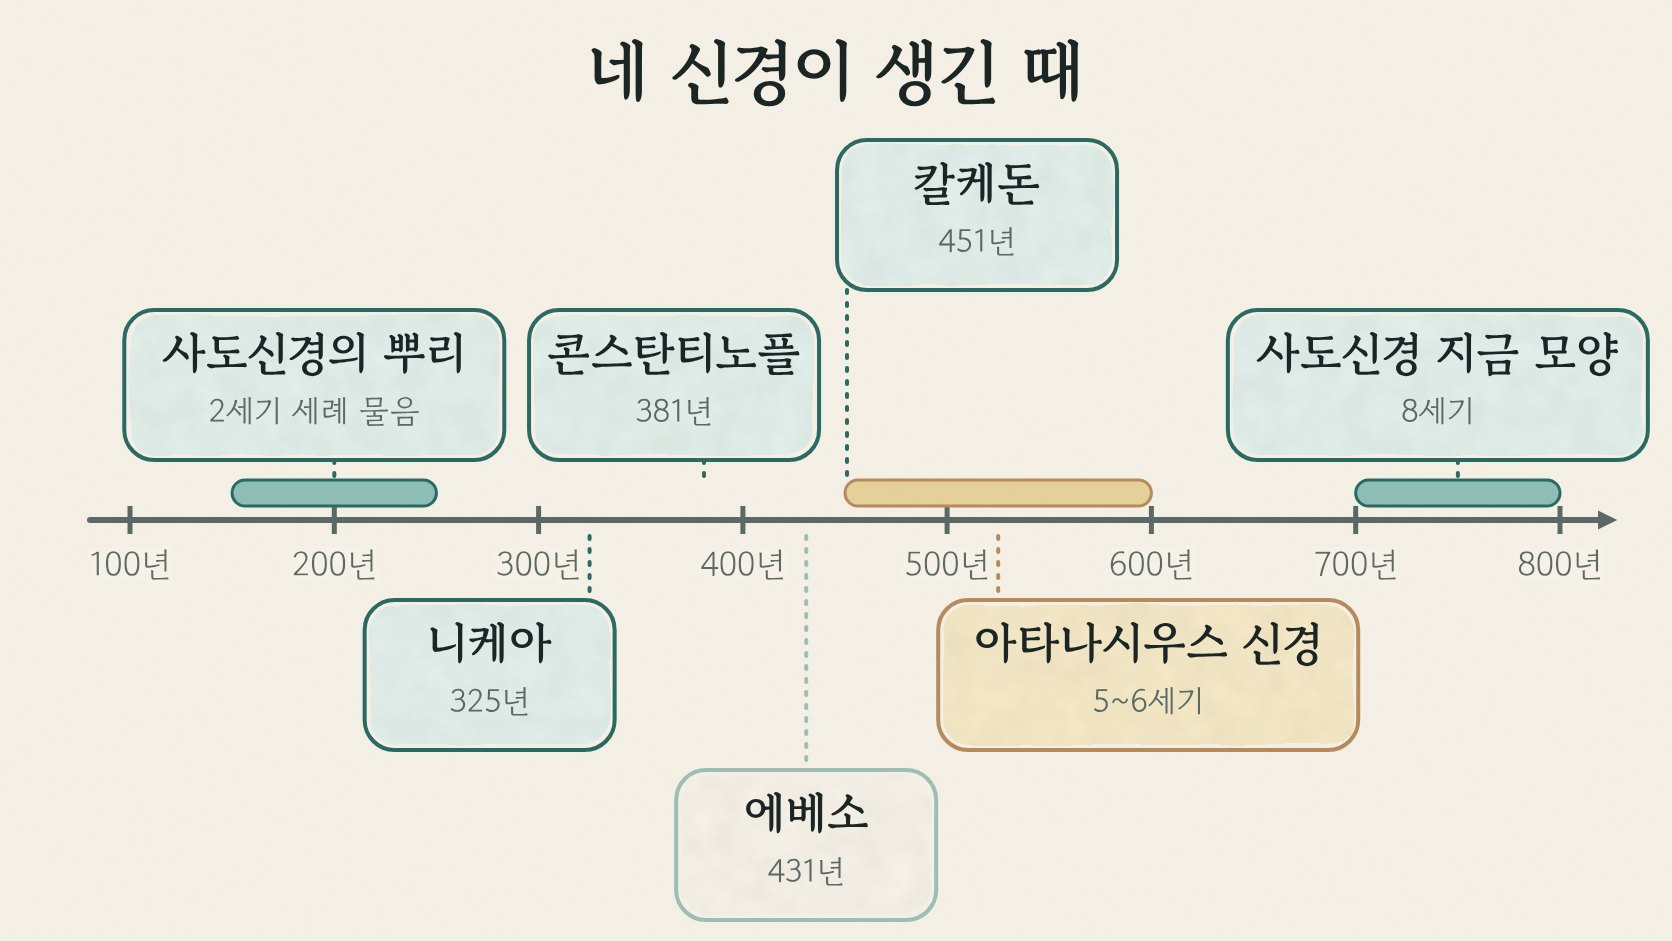 네 신경이 생긴 때
칼케돈
451년
사도신경의 뿌리
2세기 세례 물음
콘스탄티노플
381년
사도신경 지금 모양
8세기
100년
200년
300년
400년
500년
600년
700년
800년
니케아
325년
아타나시우스 신경
5~6세기
에베소
431년